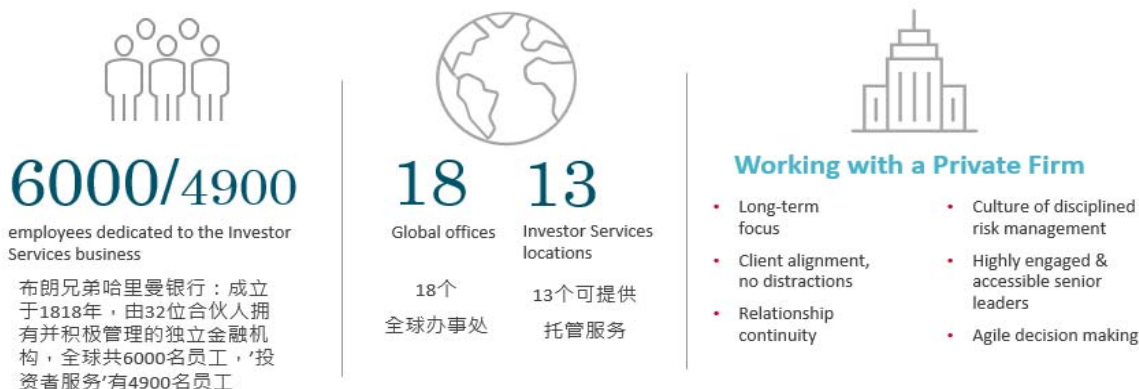 6000/4900
employees dedicated to the Investor
Services business
布朗兄弟哈里曼银行：成立
于1818年，由32位合伙人拥
有并积极管理的独立金融机
构，全球共6000名员工，'投
资者服务'有4900名员工
18
Global offices
18个
全球办事处
13
Investor Services
locations
13个可提供
托管服务
Working with a Private Firm
• Long-term
focus
• Client alignment,
no distractions
• Relationship
continuity
• Culture of disciplined
risk management
• Highly engaged &
accessible senior
leaders
• Agile decision making